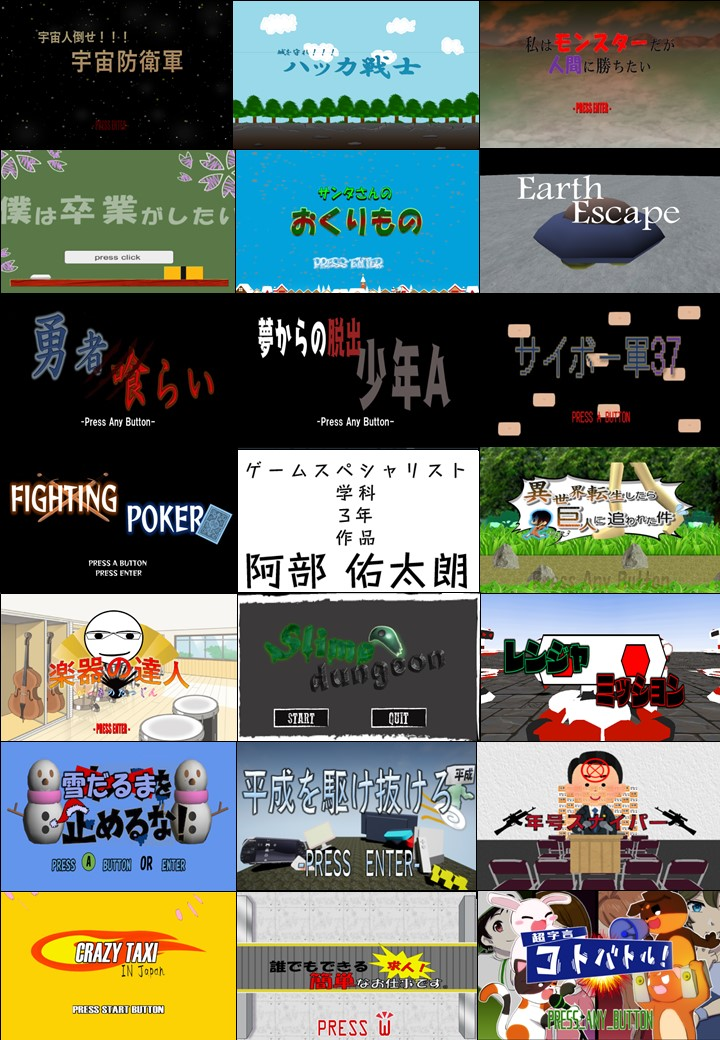 宇宙人倒せ！！！
宇宙防衛軍
-PRESS ENTER-
城を守れ！！！
ハッカ戦士
私はモンスターだが
人間に勝ちたい
-PRESS ENTER-
僕は卒業がしたい
press click
サンタさんの
おくりもの
PRESS ENTER
Earth
Escape
勇者
喰らい
-Press Any Button-
夢からの脱出
少年A
-Press Any Button-
サイボー軍37
PRESS A BUTTON
FIGHTING
POKER
PRESS A BUTTON
PRESS ENTER
ゲームスペシャリスト
学科
3年
作品
阿部 佑太朗
異世界転生したら
巨人に追われた件
Press Any Button
楽器の達人
-PRESS ENTER-
Slime
dungeon
START
QUIT
レンジャ
ミッション
雪だるまを
止めるな!
PRESS A BUTTON OR ENTER
平成を駆け抜けろ
平成
-PRESS ENTER-
年号スナイパー
CRAZY TAXI
IN Japan
PRESS START BUTTON
誰でもできる
求人!
簡単なお仕事です
PRESS W
超字言
コトバトル!
PRESS ANY BUTTON